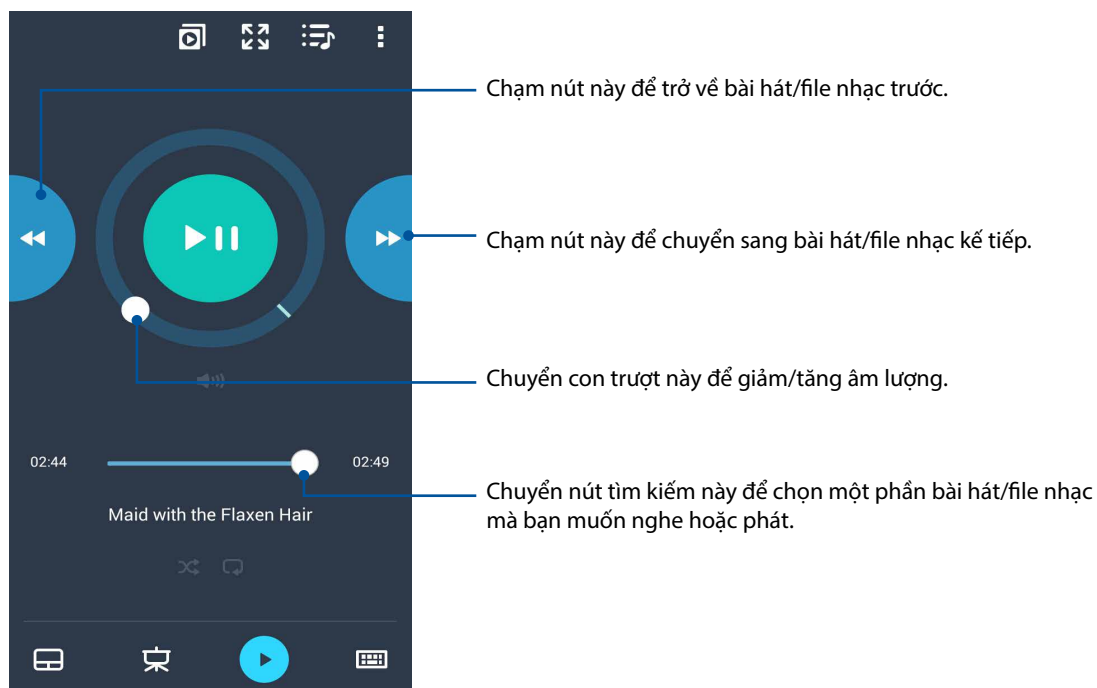 Chạm nút này để trở về bài hát/file nhạc trước.
Chạm nút này để chuyển sang bài hát/file nhạc kế tiếp.
Chuyển con trượt này để giảm/tăng âm lượng.
02:44
02:49
Chuyển nút tìm kiếm này để chọn một phần bài hát/file nhạc
mà bạn muốn nghe hoặc phát.
Maid with the Flaxen Hair